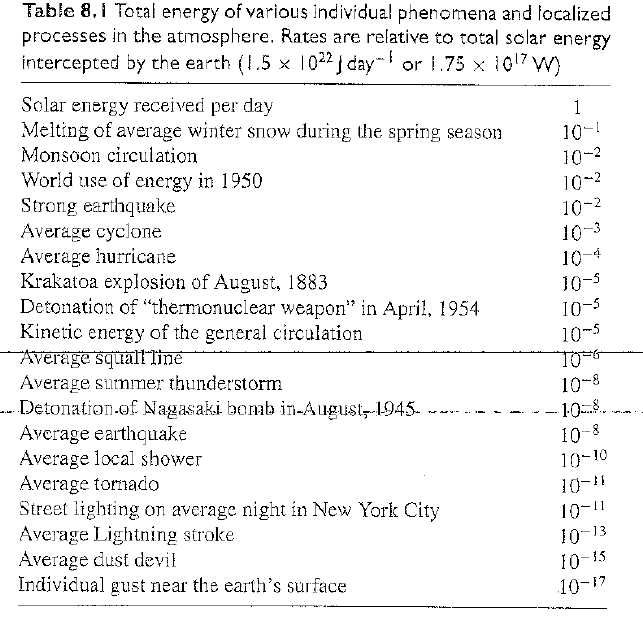 Table 8.1 Total energy of various individual phenomena and localized
processes in the atmosphere. Rates are relative to total solar energy
intercepted by the earth (1.5 × 10²² J day⁻¹ or 1.75 × 10¹⁷ W)
Solar energy received per day 1
Melting of average winter snow during the spring season 10⁻¹
Monsoon circulation 10⁻²
World use of energy in 1950 10⁻²
Strong earthquake 10⁻²
Average cyclone 10⁻³
Average hurricane 10⁻⁴
Krakatoa explosion of August, 1883 10⁻⁵
Detonation of "thermonuclear weapon" in April, 1954 10⁻⁵
Kinetic energy of the general circulation 10⁻⁵
Average squall line 10⁻⁶
Average summer thunderstorm 10⁻⁸
Detonation of Nagasaki bomb in August, 1945 10⁻⁸
Average earthquake 10⁻⁸
Average local shower 10⁻¹⁰
Average tornado 10⁻¹¹
Street lighting on average night in New York City 10⁻¹¹
Average Lightning stroke 10⁻¹³
Average dust devil 10⁻¹⁵
Individual gust near the earth's surface 10⁻¹⁷